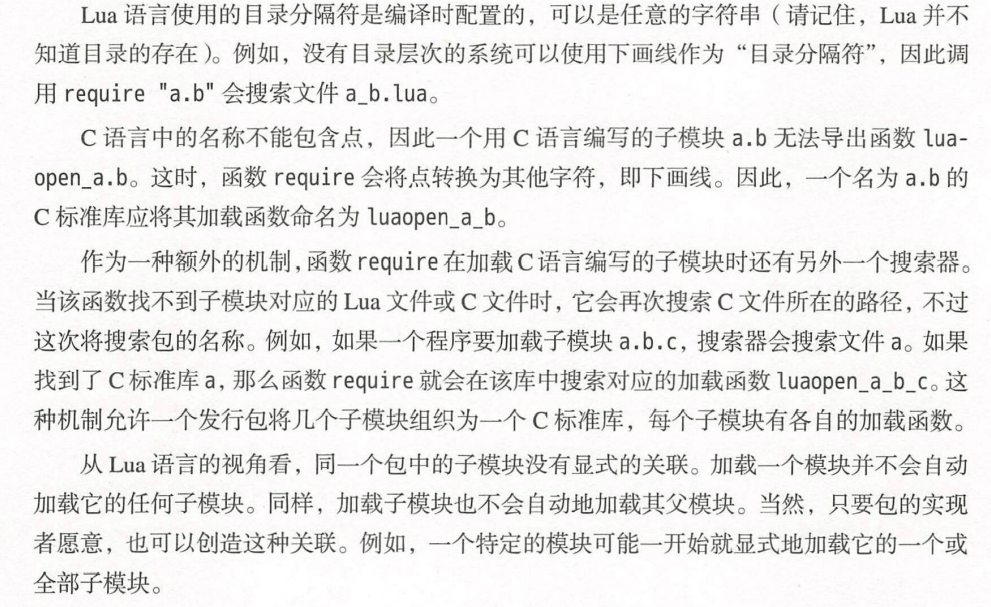 Lua 语言使用的目录分隔符是编译时配置的，可以是任意的字符串（请记住，Lua 并不
知道目录的存在）。例如，没有目录层次的系统可以使用下画线作为“目录分隔符”，因此调
用 require "a.b" 会搜索文件 a_b.lua。
C 语言中的名称不能包含点，因此一个用 C 语言编写的子模块 a.b 无法导出函数 lua-
open_a.b。这时，函数 require 会将点转换为其他字符，即下画线。因此，一个名为 a.b 的
C 标准库应将其加载函数命名为 luaopen_a_b。
作为一种额外的机制，函数 require 在加载 C 语言编写的子模块时还有另外一个搜索器。
当该函数找不到子模块对应的 Lua 文件或 C 文件时，它会再次搜索 C 文件所在的路径，不过
这次将搜索包的名称。例如，如果一个程序要加载子模块 a.b.c，搜索器会搜索文件 a。如果
找到了 C 标准库 a，那么函数 require 就会在该库中搜索对应的加载函数 luaopen_a_b_c。这
种机制允许一个发行包将几个子模块组织为一个 C 标准库，每个子模块有各自的加载函数。
从 Lua 语言的视角看，同一个包中的子模块没有显式的关联。加载一个模块并不会自动
加载它的任何子模块。同样，加载子模块也不会自动地加载其父模块。当然，只要包的实现
者愿意，也可以创造这种关联。例如，一个特定的模块可能一开始就显式地加载它的一个或
全部子模块。